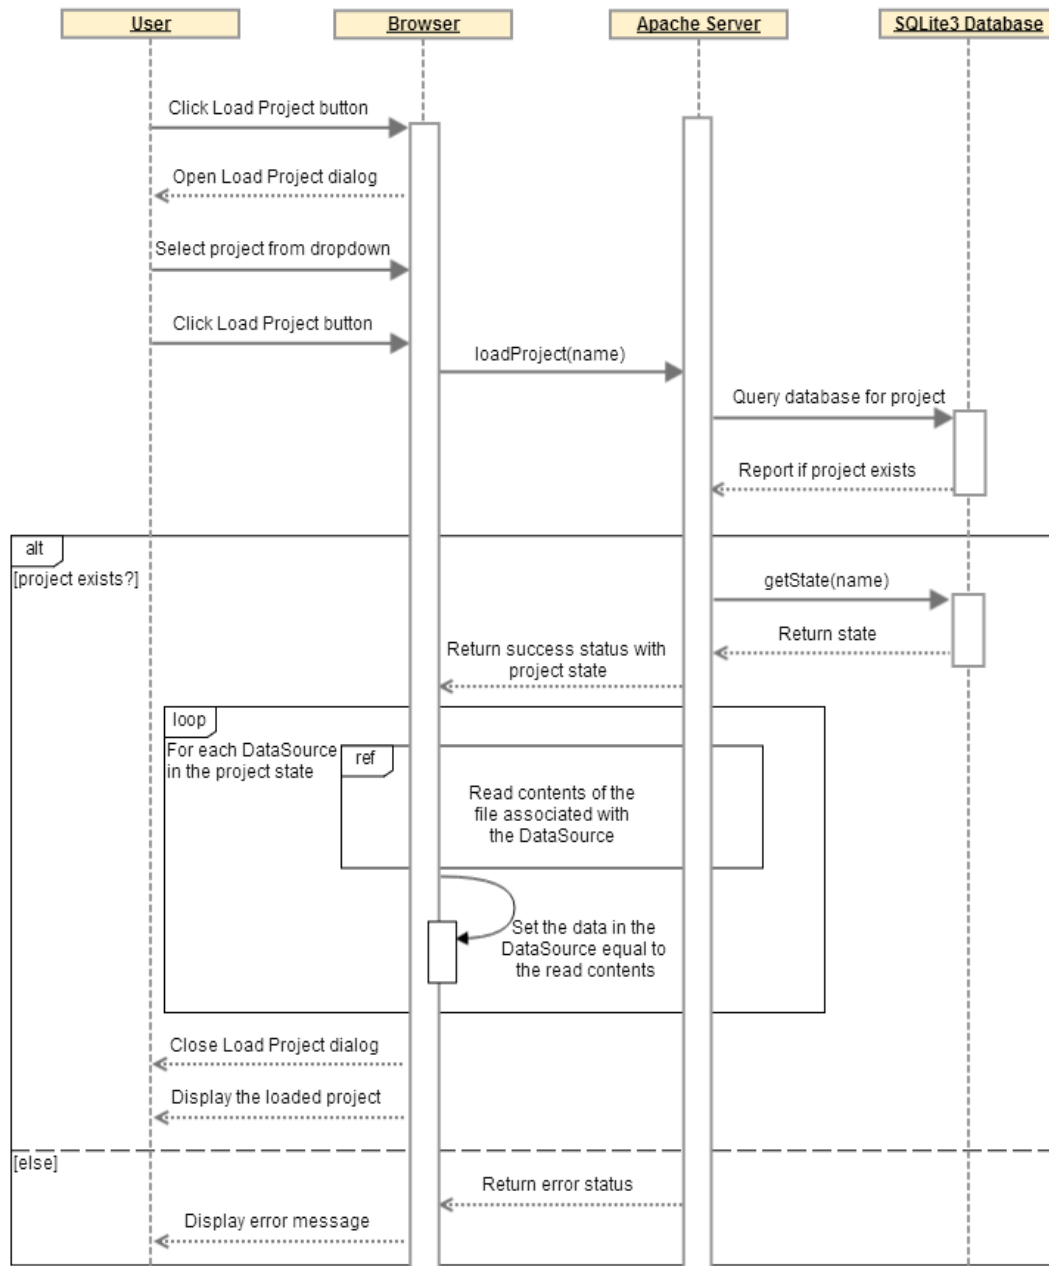 User
Browser
Apache Server
SQLite3 Database
Click Load Project button
Open Load Project dialog
Select project from dropdown
Click Load Project button
loadProject(name)
Query database for project
Report if project exists
alt
[project exists?]
getState(name)
Return state
Return success status with
project state
loop
For each DataSource
in the project state
ref
Read contents of the
file associated with
the DataSource
Set the data in the
DataSource equal to
the read contents
Close Load Project dialog
Display the loaded project
[else]
Return error status
Display error message